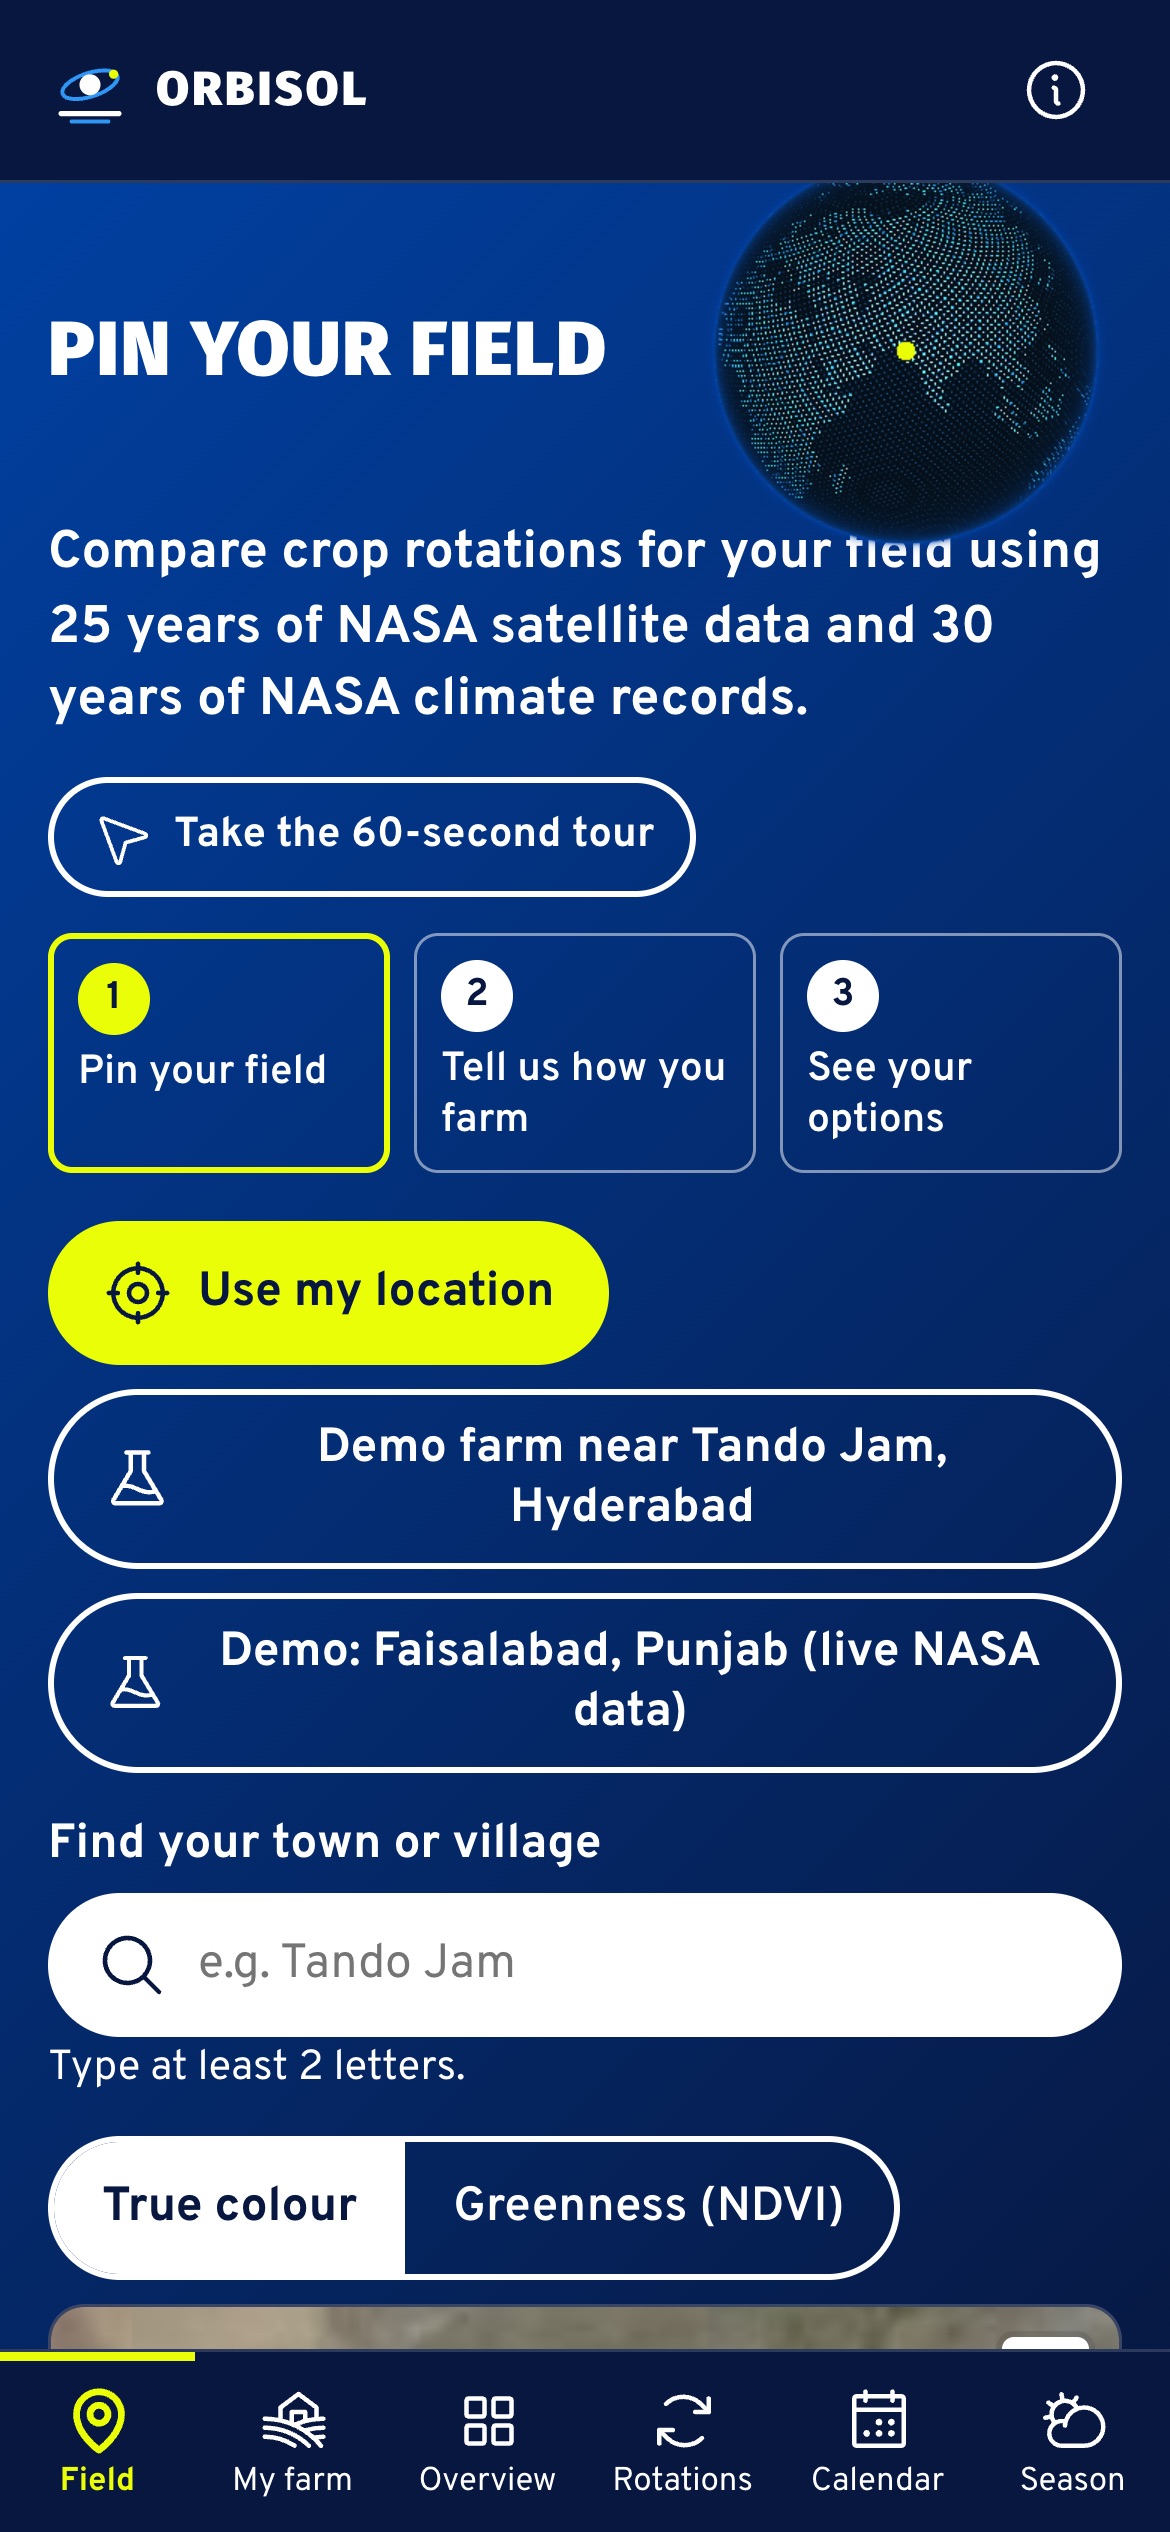 ORBISOL
PIN YOUR FIELD
Compare crop rotations for your field using
25 years of NASA satellite data and 30
years of NASA climate records.
Take the 60-second tour
1
Pin your field
2
Tell us how you
farm
3
See your
options
Use my location
Demo farm near Tando Jam,
Hyderabad
Demo: Faisalabad, Punjab (live NASA
data)
Find your town or village
e.g. Tando Jam
Type at least 2 letters.
True colour
Greenness (NDVI)
Field
My farm
Overview
Rotations
Calendar
Season